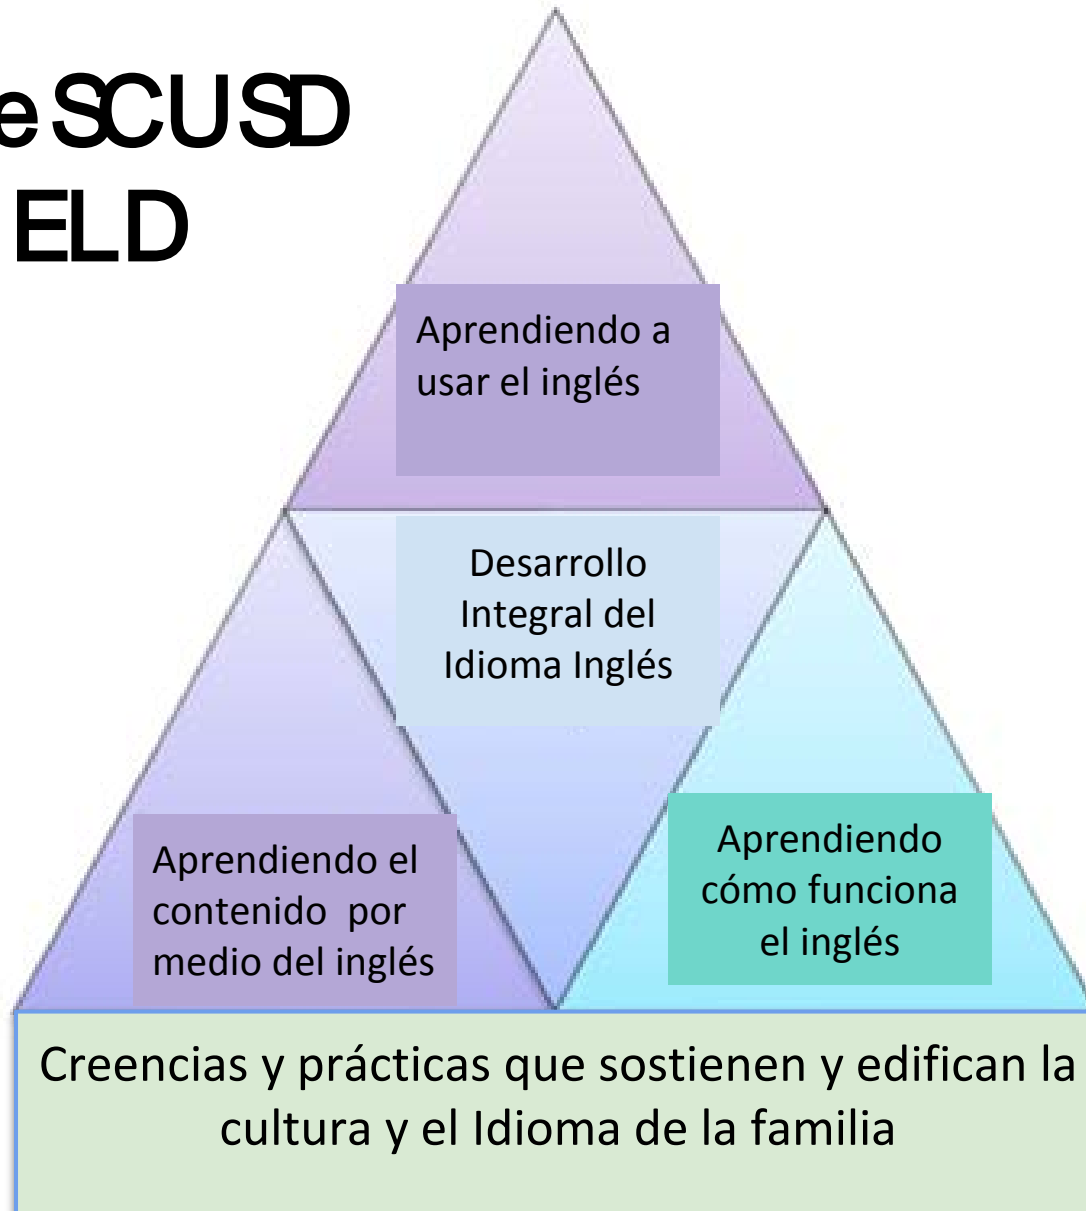 e SCUSD
ELD
Aprendiendo a
usar el inglés
Desarrollo
Integral del
Idioma Inglés
Aprendiendo el
contenido por
medio del inglés
Aprendiendo
cómo funciona
el inglés
Creencias y prácticas que sostienen y edifican la
cultura y el Idioma de la familia